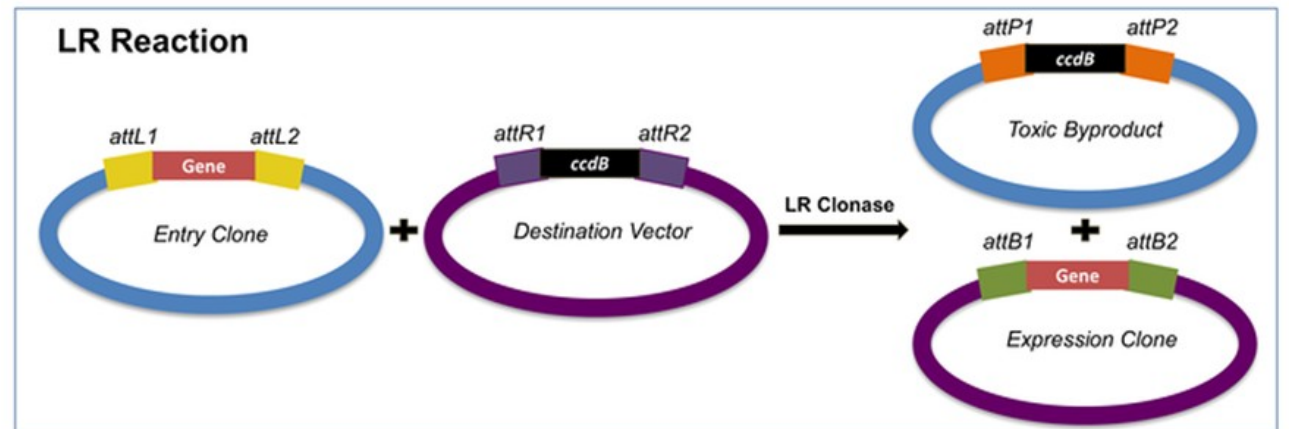 LR Reaction
attL1
attL2
Gene
Entry Clone
+
attR1
attR2
ccdB
Destination Vector
LR Clonase
attP1
attP2
ccdB
Toxic Byproduct
+
attB1
attB2
Gene
Expression Clone